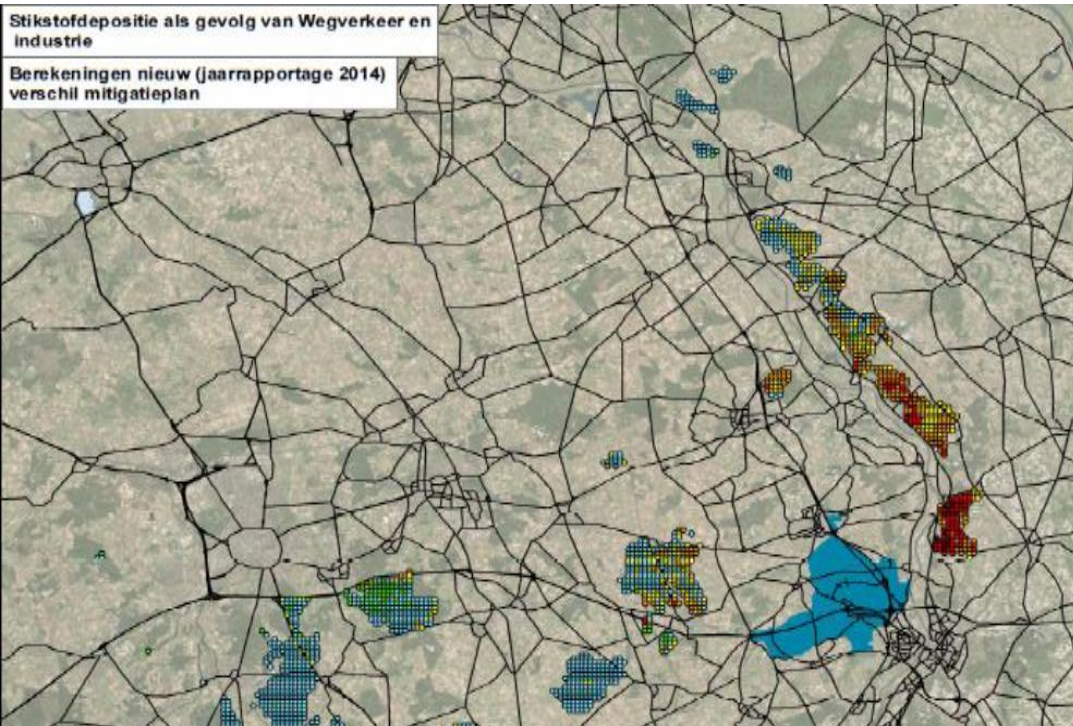 Stikstofdepositie als gevolg van Wegverkeer en
industrie
Berekeningen nieuw (jaarrapportage 2014)
verschil mitigatieplan